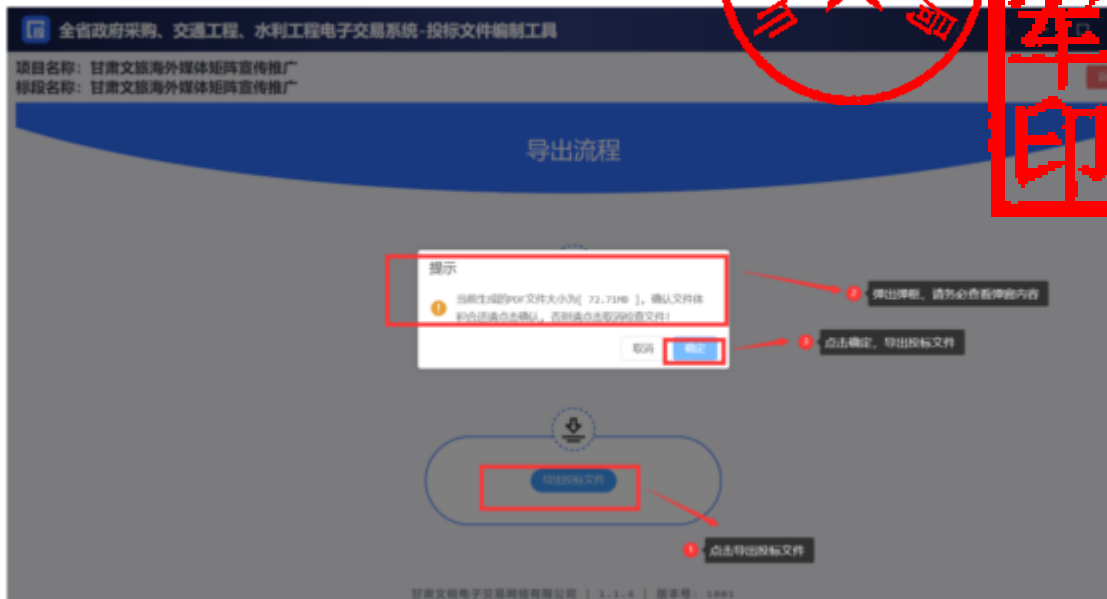 全省政府采购、交通工程、水利工程电子交易系统-投标文件编制工具
项目名称：甘肃文旅海外媒体矩阵宣传推广
标段名称：甘肃文旅海外媒体矩阵宣传推广
导出流程
提示
当前生成的PDF文件大小为[ 72.71MB ]，确认文件体
积合适请点击确认，否则请点击取消检查文件！
取消 确定
2 弹出弹框，请务必查看弹窗内容
3 点击确定，导出投标文件
导出投标文件
1 点击导出投标文件
甘肃文锐电子交易网络有限公司 | 1.1.4 | 版本号: 1001
印